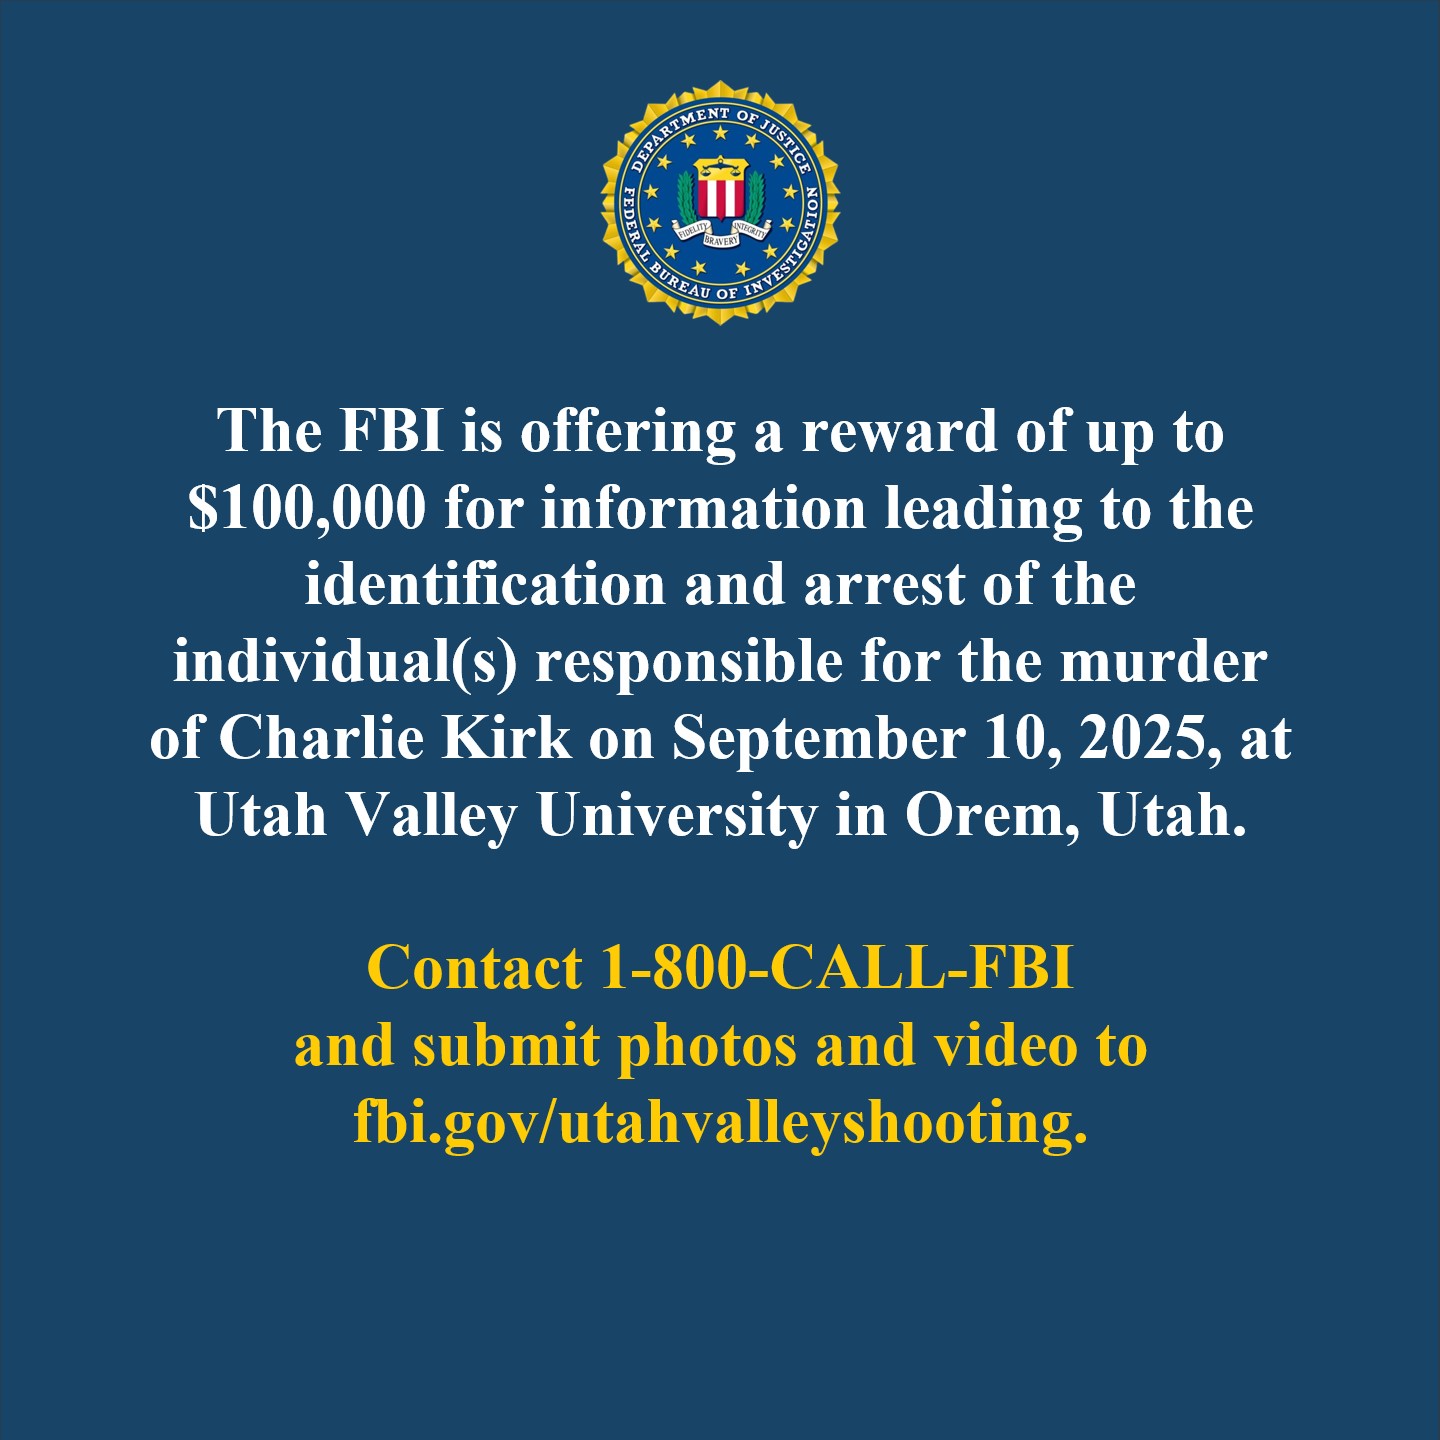 DEPARTMENT OF JUSTICE
FEDERAL BUREAU OF INVESTIGATION
FIDELITY
BRAVERY
INTEGRITY
The FBI is offering a reward of up to
$100,000 for information leading to the
identification and arrest of the
individual(s) responsible for the murder
of Charlie Kirk on September 10, 2025, at
Utah Valley University in Orem, Utah.
Contact 1-800-CALL-FBI
and submit photos and video to
fbi.gov/utahvalleyshooting.